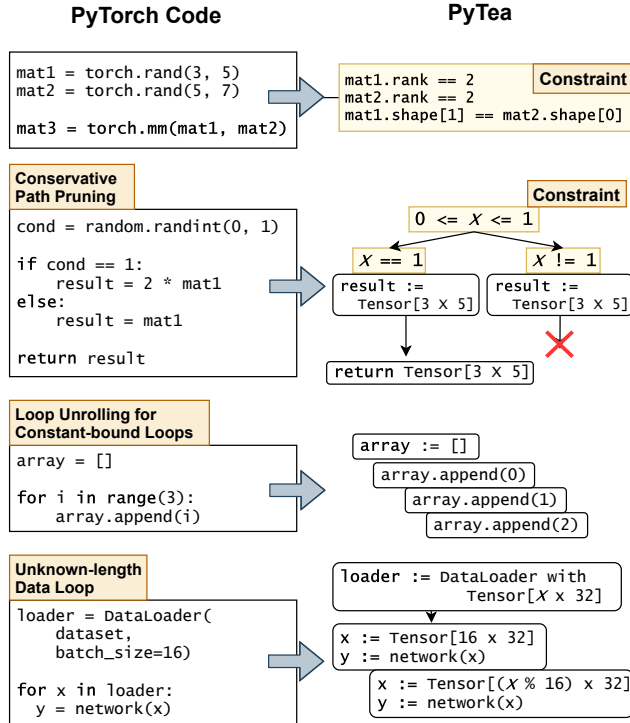 PyTorch Code
PyTea
mat1 = torch.rand(3, 5)
mat2 = torch.rand(5, 7)
mat3 = torch.mm(mat1, mat2)
Constraint
mat1.rank == 2
mat2.rank == 2
mat1.shape[1] == mat2.shape[0]
Conservative
Path Pruning
cond = random.randint(0, 1)
if cond == 1:
result = 2 * mat1
else:
result = mat1
return result
Constraint
0 <= X <= 1
X == 1
X != 1
result :=
Tensor[3 x 5]
result :=
Tensor[3 x 5]
return Tensor[3 x 5]
Loop Unrolling for
Constant-bound Loops
array = []
for i in range(3):
array.append(i)
array := []
array.append(0)
array.append(1)
array.append(2)
Unknown-length
Data Loop
loader = DataLoader(
dataset,
batch_size=16)
for x in loader:
y = network(x)
loader := DataLoader with
Tensor[X x 32]
x := Tensor[16 x 32]
y := network(x)
x := Tensor[(X % 16) x 32]
y := network(x)